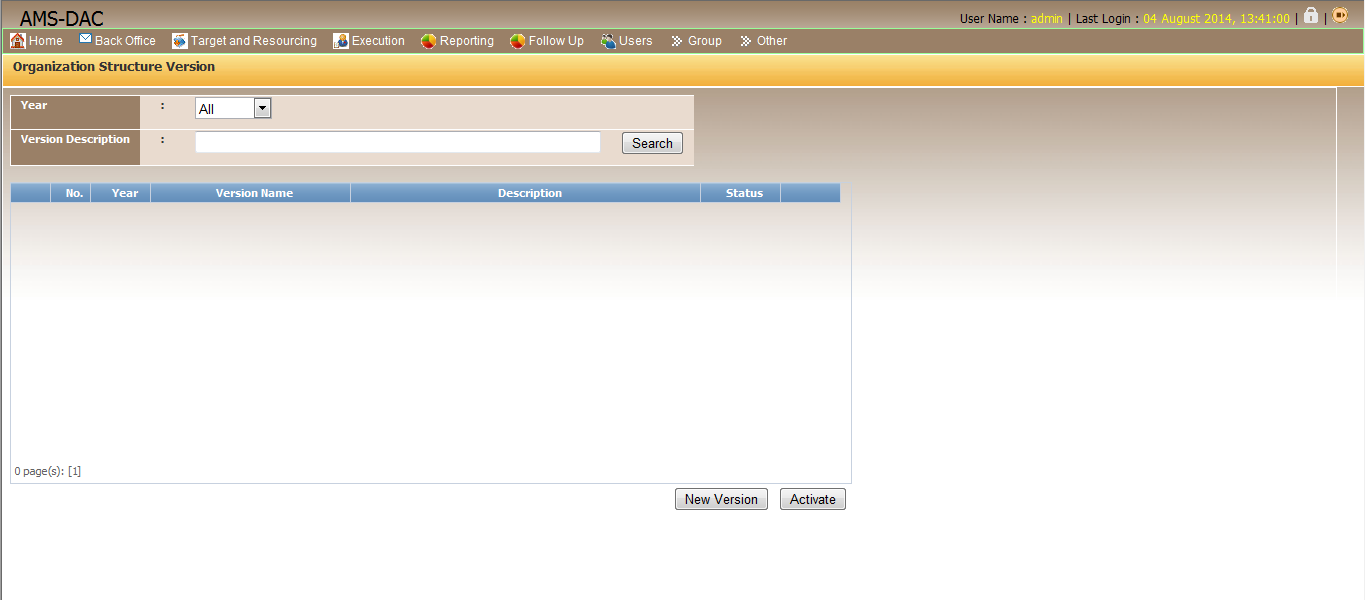 AMS-DAC
User Name : admin | Last Login : 04 August 2014, 13:41:00 | |
Home Back Office Target and Resourcing Execution Reporting Follow Up Users Group Other
Organization Structure Version
Year : All
Version Description : Search
No. Year Version Name Description Status
0 page(s): [1]
New Version Activate